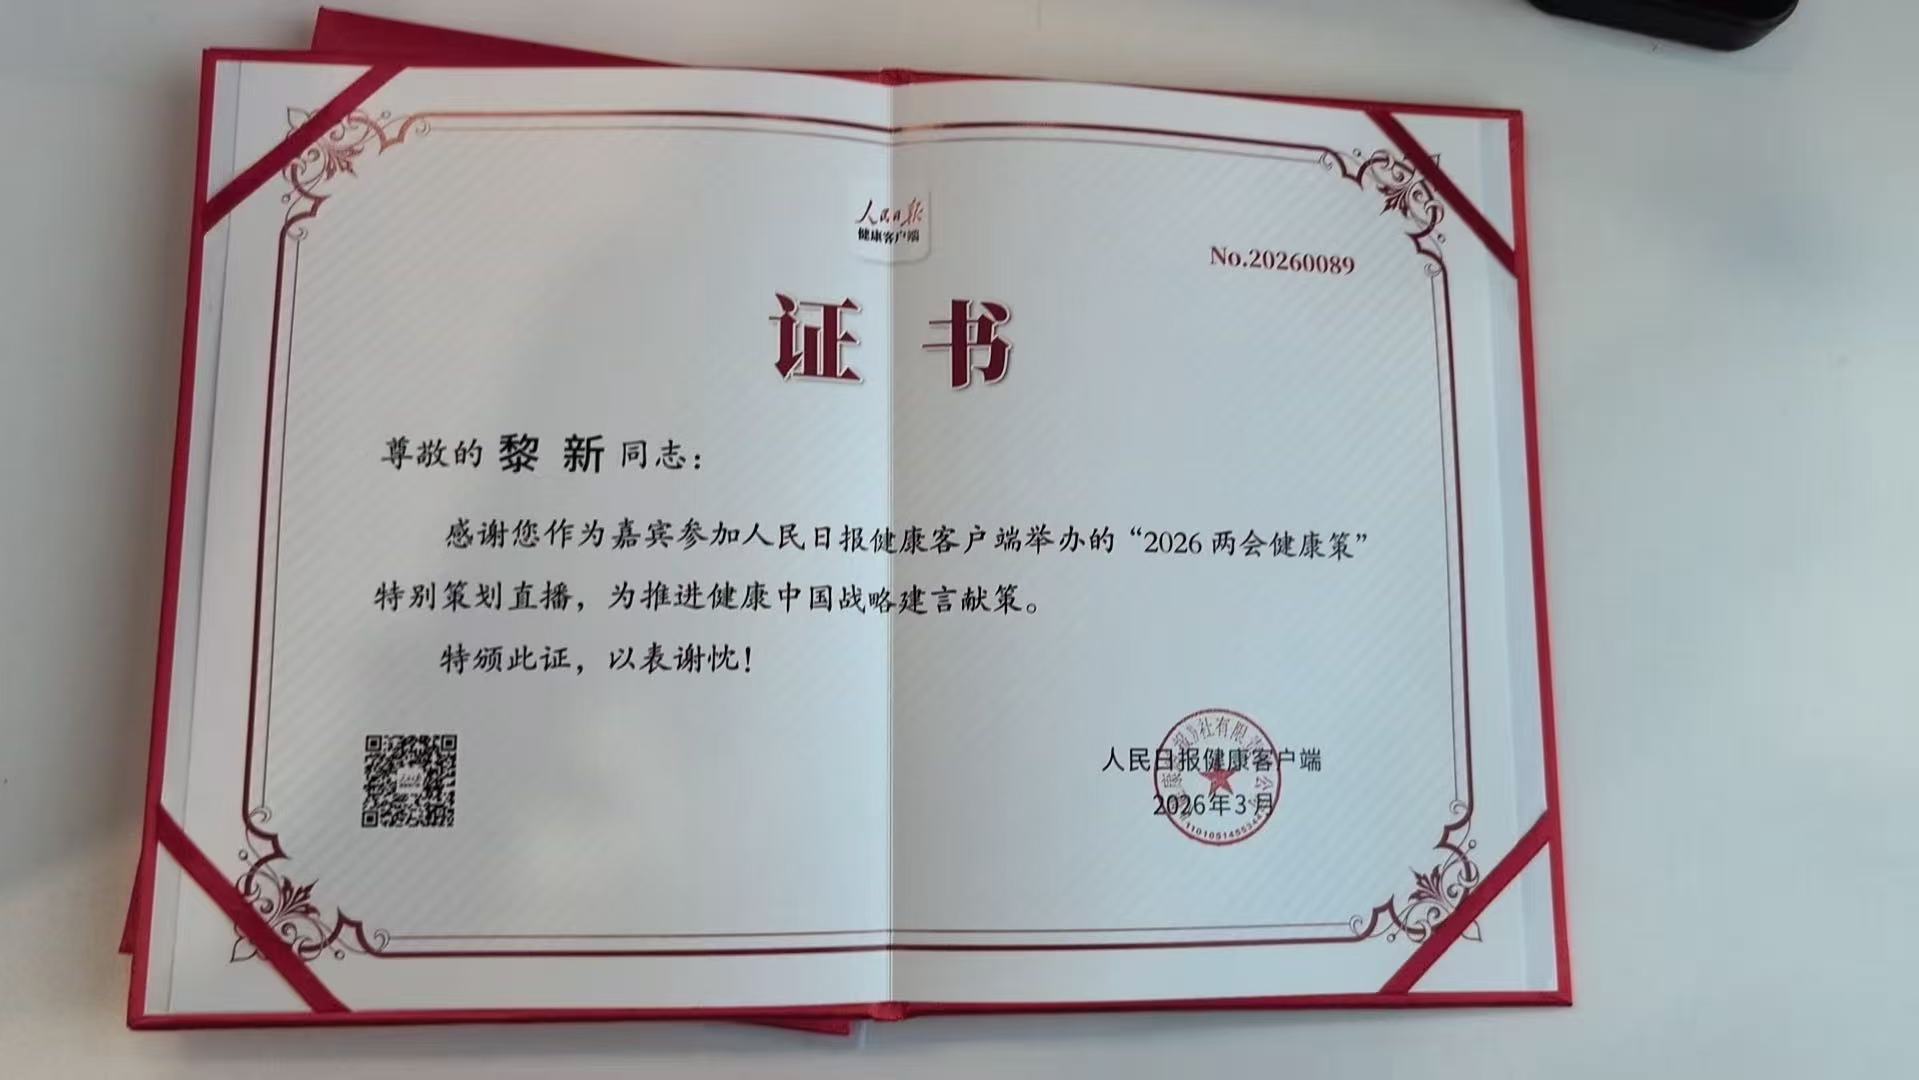 人民日报
健康客户端
No.20260089
证书
尊敬的 黎 新 同志：
感谢您作为嘉宾参加人民日报健康客户端举办的“2026 两会健康策”
特别策划直播，为推进健康中国战略建言献策。
特颁此证，以表谢忱！
人民日报健康客户端
2026年3月
社有限